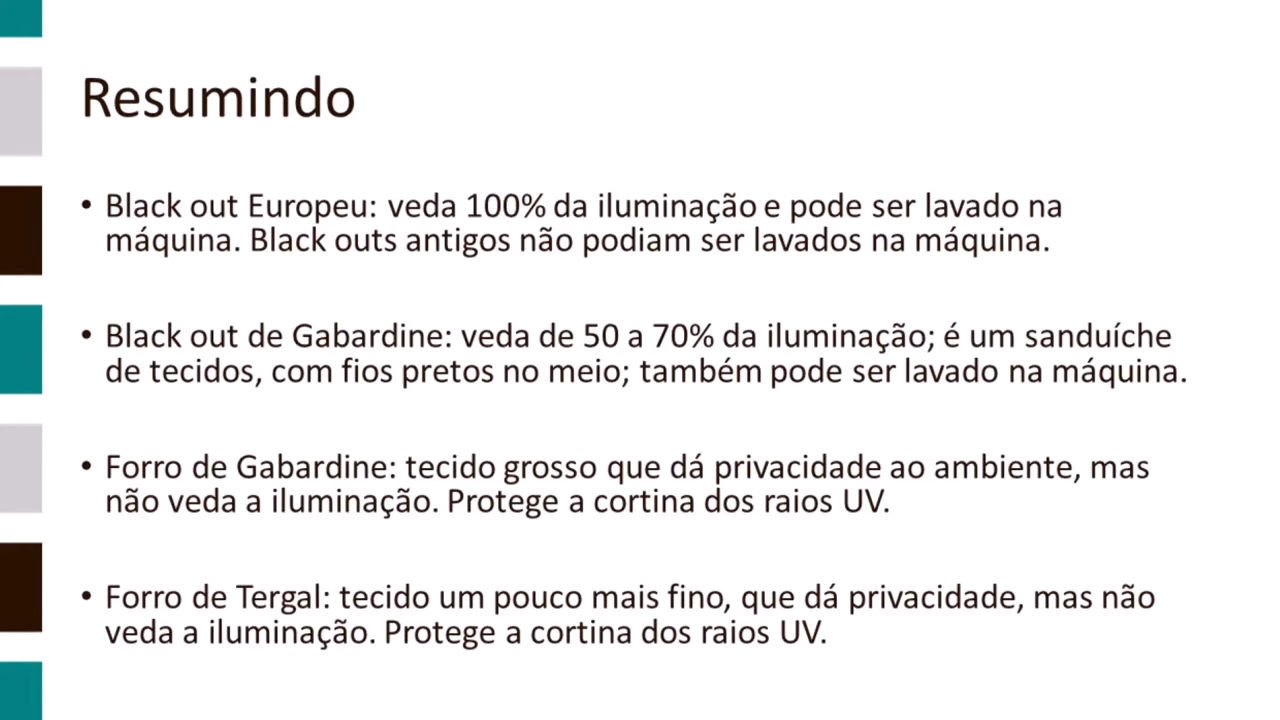 Resumindo
• Black out Europeu: veda 100% da iluminação e pode ser lavado na
máquina. Black outs antigos não podiam ser lavados na máquina.
• Black out de Gabardine: veda de 50 a 70% da iluminação; é um sanduíche
de tecidos, com fios pretos no meio; também pode ser lavado na máquina.
• Forro de Gabardine: tecido grosso que dá privacidade ao ambiente, mas
não veda a iluminação. Protege a cortina dos raios UV.
• Forro de Tergal: tecido um pouco mais fino, que dá privacidade, mas não
veda a iluminação. Protege a cortina dos raios UV.